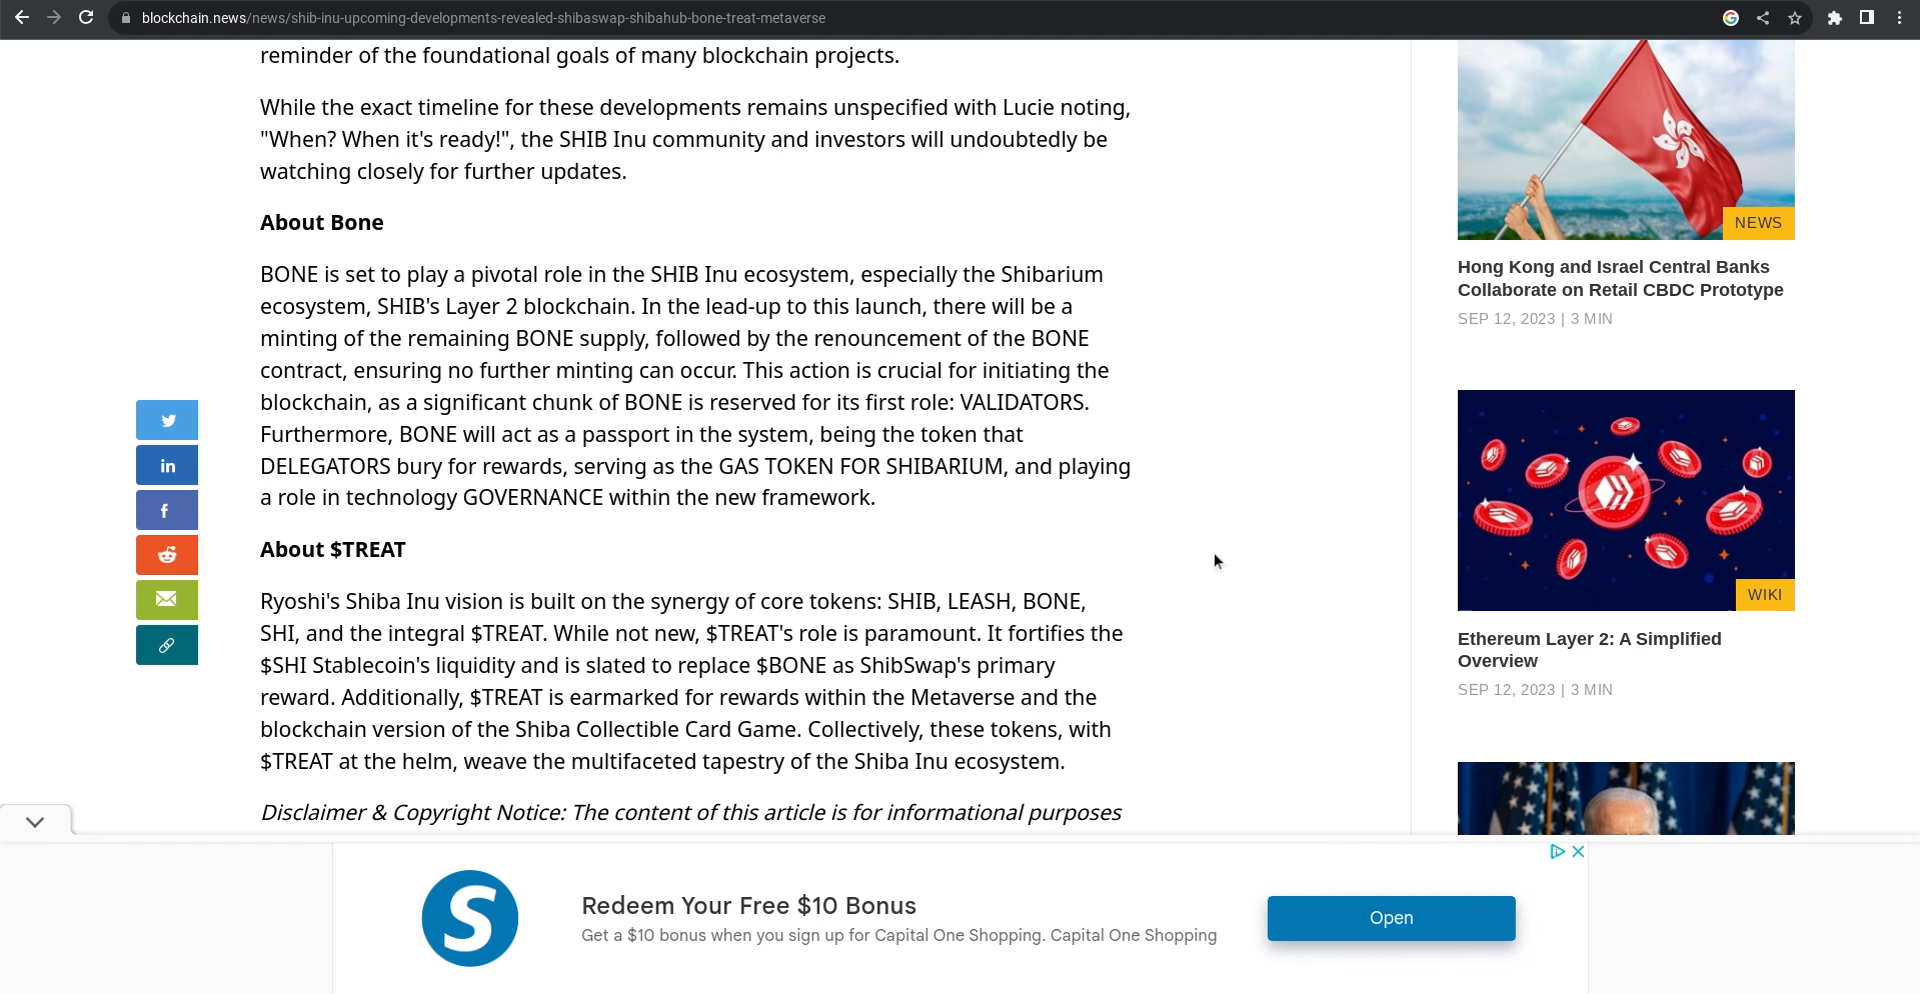 blockchain.news/news/shib-inu-upcoming-developments-revealed-shibaswap-shibahub-bone-treat-metaverse
reminder of the foundational goals of many blockchain projects.
While the exact timeline for these developments remains unspecified with Lucie noting,
"When? When it's ready!", the SHIB Inu community and investors will undoubtedly be
watching closely for further updates.
About Bone
BONE is set to play a pivotal role in the SHIB Inu ecosystem, especially the Shibarium
ecosystem, SHIB's Layer 2 blockchain. In the lead-up to this launch, there will be a
minting of the remaining BONE supply, followed by the renouncement of the BONE
contract, ensuring no further minting can occur. This action is crucial for initiating the
blockchain, as a significant chunk of BONE is reserved for its first role: VALIDATORS.
Furthermore, BONE will act as a passport in the system, being the token that
DELEGATORS bury for rewards, serving as the GAS TOKEN FOR SHIBARIUM, and playing
a role in technology GOVERNANCE within the new framework.
About $TREAT
Ryoshi's Shiba Inu vision is built on the synergy of core tokens: SHIB, LEASH, BONE,
SHI, and the integral $TREAT. While not new, $TREAT's role is paramount. It fortifies the
$SHI Stablecoin's liquidity and is slated to replace $BONE as ShibSwap's primary
reward. Additionally, $TREAT is earmarked for rewards within the Metaverse and the
blockchain version of the Shiba Collectible Card Game. Collectively, these tokens, with
$TREAT at the helm, weave the multifaceted tapestry of the Shiba Inu ecosystem.
Disclaimer & Copyright Notice: The content of this article is for informational purposes
NEWS
Hong Kong and Israel Central Banks
Collaborate on Retail CBDC Prototype
SEP 12, 2023 | 3 MIN
WIKI
Ethereum Layer 2: A Simplified
Overview
SEP 12, 2023 | 3 MIN
Redeem Your Free $10 Bonus
Get a $10 bonus when you sign up for Capital One Shopping. Capital One Shopping
Open